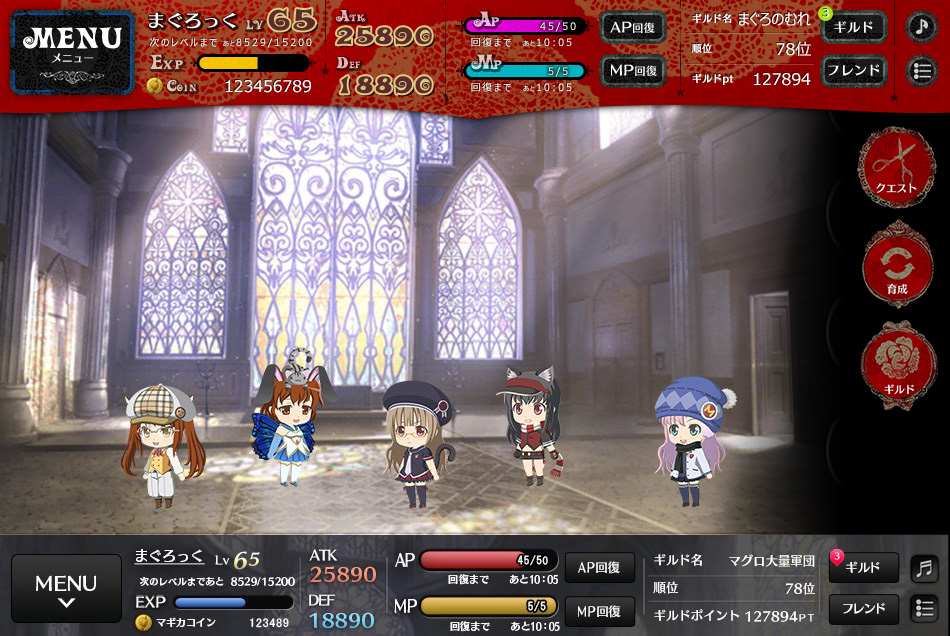 MENU
メニュー
まぐろっく LV 65
次のレベルまで あと8529/15200
EXP
COIN 123456789
ATK
25890
DEF
18890
AP 45/50
回復まで あと10:05
MP 5/5
回復まで あと10:05
AP回復
MP回復
ギルド名 まぐろのむれ
順位 78位
ギルドpt 127894
3
ギルド
フレンド
クエスト
育成
ギルド
MENU
まぐろっく Lv 65
次のレベルまであと 8529/15200
EXP
マギカコイン 123489
ATK
25890
DEF
18890
AP 45/50
回復まで あと10:05
MP 5/5
回復まで あと10:05
AP回復
MP回復
ギルド名 マグロ大量軍団
順位 78位
ギルドポイント 127894PT
3
ギルド
フレンド